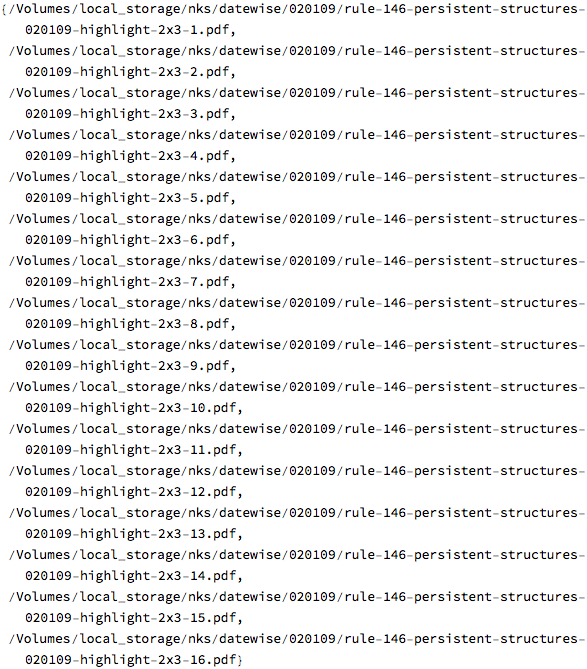 {/Volumes/local_storage/nks/datewise/020109/rule-146-persistent-structures-
020109-highlight-2x3-1.pdf,
/Volumes/local_storage/nks/datewise/020109/rule-146-persistent-structures-
020109-highlight-2x3-2.pdf,
/Volumes/local_storage/nks/datewise/020109/rule-146-persistent-structures-
020109-highlight-2x3-3.pdf,
/Volumes/local_storage/nks/datewise/020109/rule-146-persistent-structures-
020109-highlight-2x3-4.pdf,
/Volumes/local_storage/nks/datewise/020109/rule-146-persistent-structures-
020109-highlight-2x3-5.pdf,
/Volumes/local_storage/nks/datewise/020109/rule-146-persistent-structures-
020109-highlight-2x3-6.pdf,
/Volumes/local_storage/nks/datewise/020109/rule-146-persistent-structures-
020109-highlight-2x3-7.pdf,
/Volumes/local_storage/nks/datewise/020109/rule-146-persistent-structures-
020109-highlight-2x3-8.pdf,
/Volumes/local_storage/nks/datewise/020109/rule-146-persistent-structures-
020109-highlight-2x3-9.pdf,
/Volumes/local_storage/nks/datewise/020109/rule-146-persistent-structures-
020109-highlight-2x3-10.pdf,
/Volumes/local_storage/nks/datewise/020109/rule-146-persistent-structures-
020109-highlight-2x3-11.pdf,
/Volumes/local_storage/nks/datewise/020109/rule-146-persistent-structures-
020109-highlight-2x3-12.pdf,
/Volumes/local_storage/nks/datewise/020109/rule-146-persistent-structures-
020109-highlight-2x3-13.pdf,
/Volumes/local_storage/nks/datewise/020109/rule-146-persistent-structures-
020109-highlight-2x3-14.pdf,
/Volumes/local_storage/nks/datewise/020109/rule-146-persistent-structures-
020109-highlight-2x3-15.pdf,
/Volumes/local_storage/nks/datewise/020109/rule-146-persistent-structures-
020109-highlight-2x3-16.pdf}